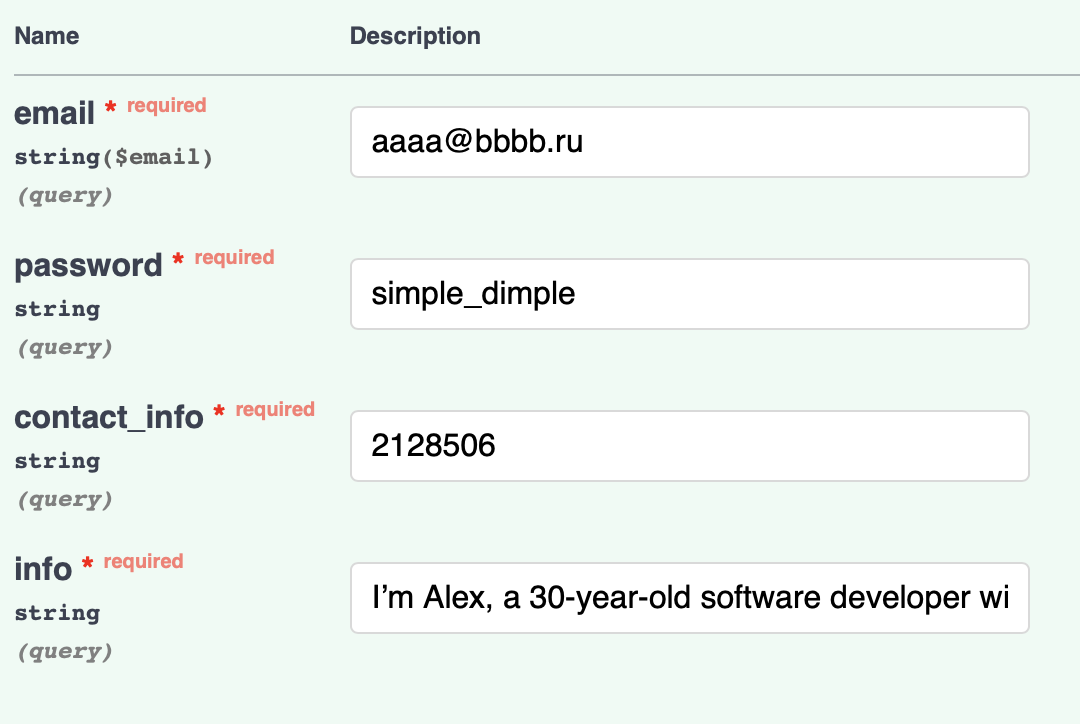 Name Description
email * required
string($email)
(query)
aaaa@bbbb.ru
password * required
string
(query)
simple_dimple
contact_info * required
string
(query)
2128506
info * required
string
(query)
I’m Alex, a 30-year-old software developer wi